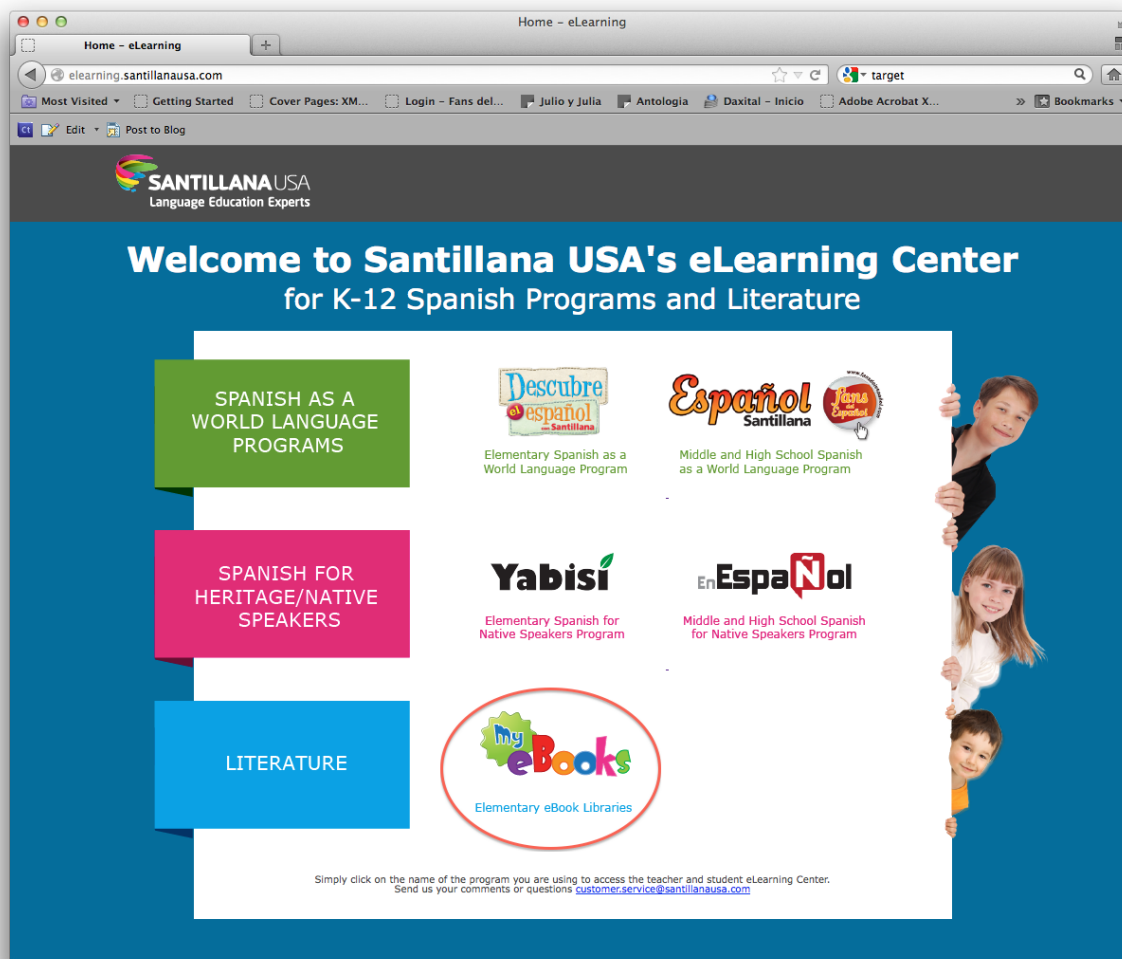 Home – eLearning
Home – eLearning
elearning.santillanausa.com
target
Most Visited
Getting Started
Cover Pages: XM...
Login – Fans del...
Julio y Julia
Antologia
Daxital – Inicio
Adobe Acrobat X...
»
Bookmarks
Ct
Edit
Post to Blog
SANTILLANA USA
Language Education Experts
Welcome to Santillana USA's eLearning Center
for K-12 Spanish Programs and Literature
SPANISH AS A
WORLD LANGUAGE
PROGRAMS
Descubre
el español
con Santillana
Elementary Spanish as a
World Language Program
Español
Santillana
fans
del
Español
Middle and High School Spanish
as a World Language Program
SPANISH FOR
HERITAGE/NATIVE
SPEAKERS
Yabisí
Elementary Spanish for
Native Speakers Program
EnEspaÑol
Middle and High School Spanish
for Native Speakers Program
LITERATURE
my
eBooks
Elementary eBook Libraries
Simply click on the name of the program you are using to access the teacher and student eLearning Center.
Send us your comments or questions customer.service@santillanausa.com